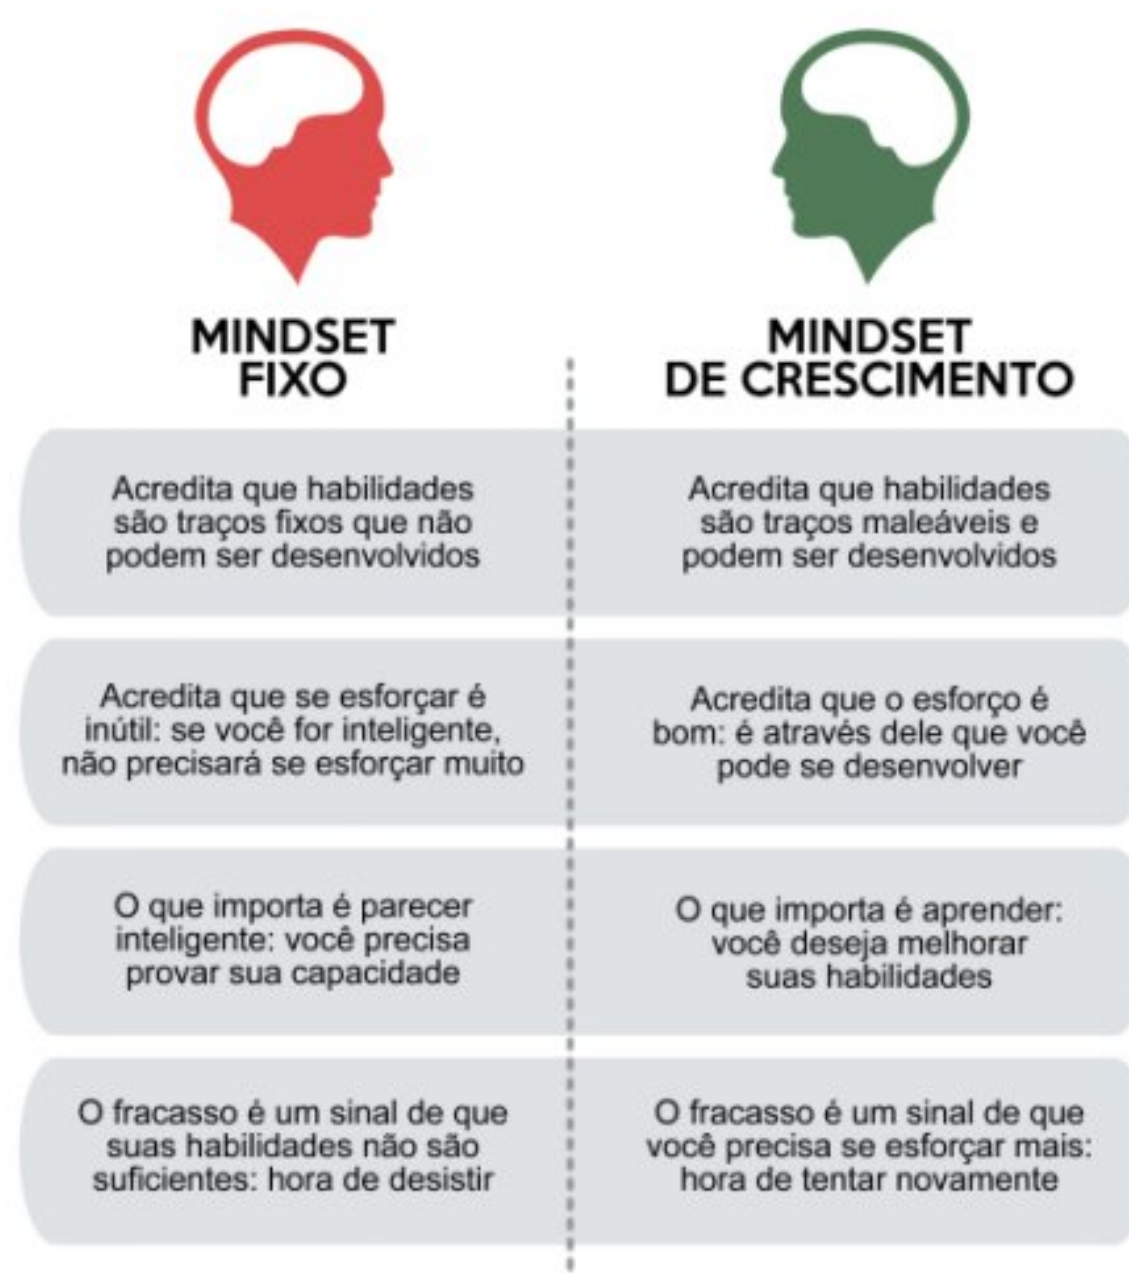 MINDSET
FIXO
MINDSET
DE CRESCIMENTO
Acredita que habilidades
são traços fixos que não
podem ser desenvolvidos
Acredita que habilidades
são traços maleáveis e
podem ser desenvolvidos
Acredita que se esforçar é
inútil: se você for inteligente,
não precisará se esforçar muito
Acredita que o esforço é
bom: é através dele que você
pode se desenvolver
O que importa é parecer
inteligente: você precisa
provar sua capacidade
O que importa é aprender:
você deseja melhorar
suas habilidades
O fracasso é um sinal de que
suas habilidades não são
suficientes: hora de desistir
O fracasso é um sinal de que
você precisa se esforçar mais:
hora de tentar novamente